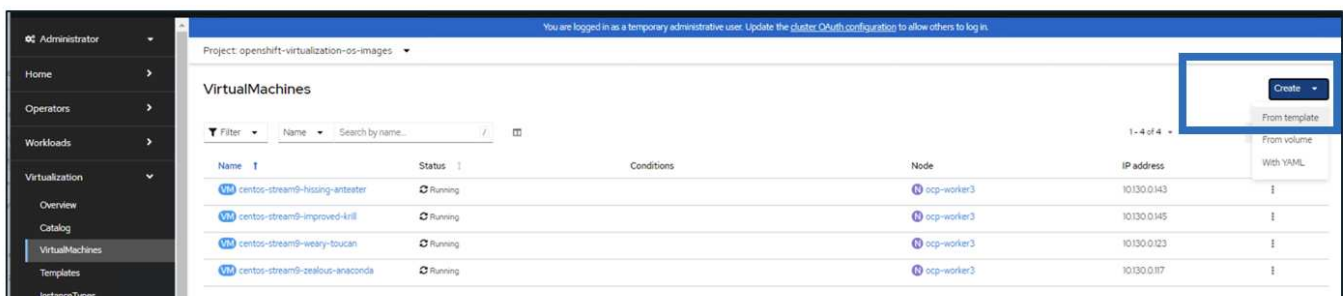 You are logged in as a temporary administrative user. Update the cluster OAuth configuration to allow others to log in.
Administrator
Project: openshift-virtualization-os-images
Home
VirtualMachines
Create
Operators
From template
Filter Name Search by name... / 1 - 4 of 4
Workloads
From volume
With YAML
Name Status Conditions Node IP address
Virtualization
VM centos-stream9-hissing-anteater Running N ocp-worker3 10.130.0.143
Overview
VM centos-stream9-improved-krill Running N ocp-worker3 10.130.0.145
Catalog
VM centos-stream9-weary-toucan Running N ocp-worker3 10.130.0.123
VirtualMachines
VM centos-stream9-zealous-anaconda Running N ocp-worker3 10.130.0.117
Templates
InstanceTypes